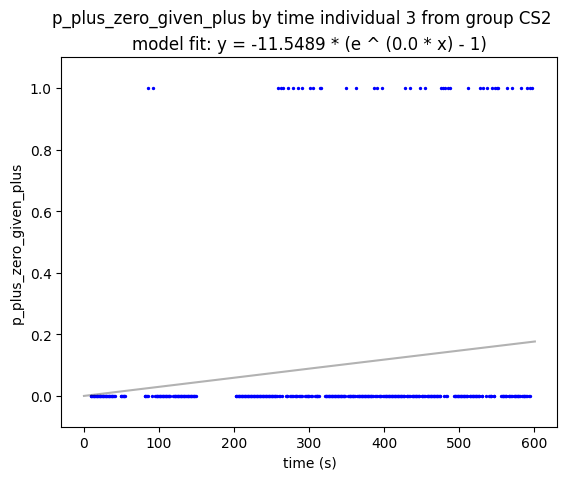 p_plus_zero_given_plus by time individual 3 from group CS2
model fit: y = -11.5489 * (e ^ (0.0 * x) - 1)
1.0
0.8
0.6
0.4
0.2
0.0
p_plus_zero_given_plus
0 100 200 300 400 500 600
time (s)